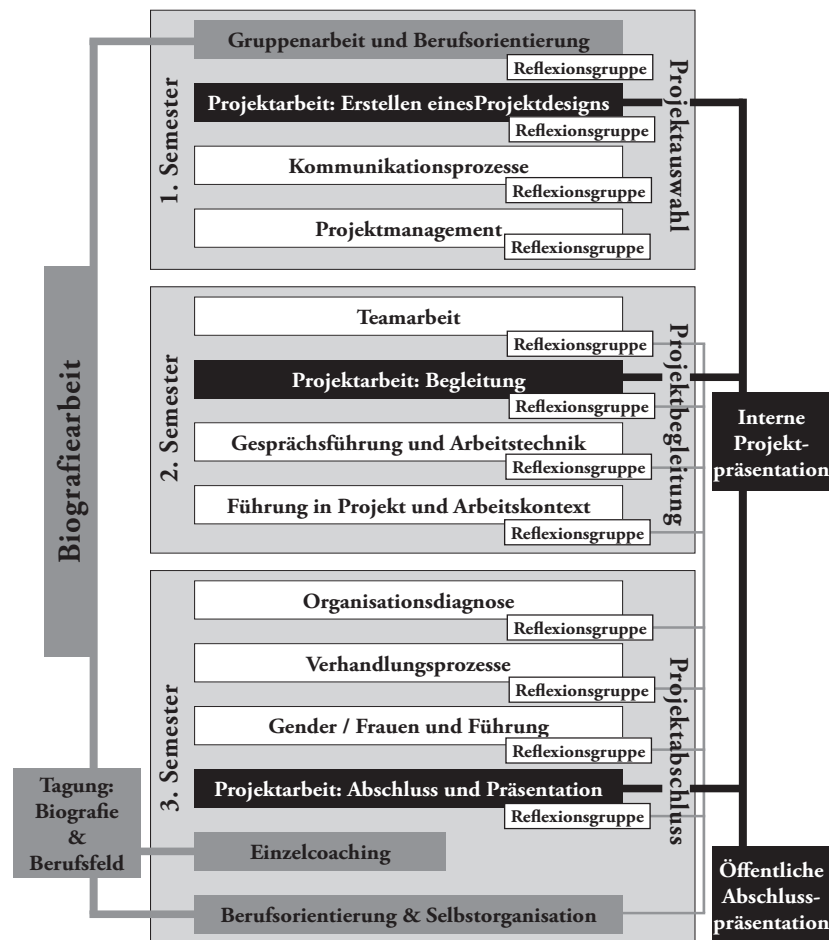 Biografiearbeit
Tagung:
Biografie
&
Berufsfeld
1. Semester
Gruppenarbeit und Berufsorientierung
Reflexionsgruppe
Projektarbeit: Erstellen einesProjektdesigns
Reflexionsgruppe
Kommunikationsprozesse
Reflexionsgruppe
Projektmanagement
Reflexionsgruppe
Projektauswahl
2. Semester
Teamarbeit
Reflexionsgruppe
Projektarbeit: Begleitung
Reflexionsgruppe
Gesprächsführung und Arbeitstechnik
Reflexionsgruppe
Führung in Projekt und Arbeitskontext
Reflexionsgruppe
Projektbegleitung
3. Semester
Organisationsdiagnose
Reflexionsgruppe
Verhandlungsprozesse
Reflexionsgruppe
Gender / Frauen und Führung
Reflexionsgruppe
Projektarbeit: Abschluss und Präsentation
Reflexionsgruppe
Einzelcoaching
Berufsorientierung & Selbstorganisation
Projektabschluss
Interne
Projekt-
präsentation
Öffentliche
Abschluss-
präsentation